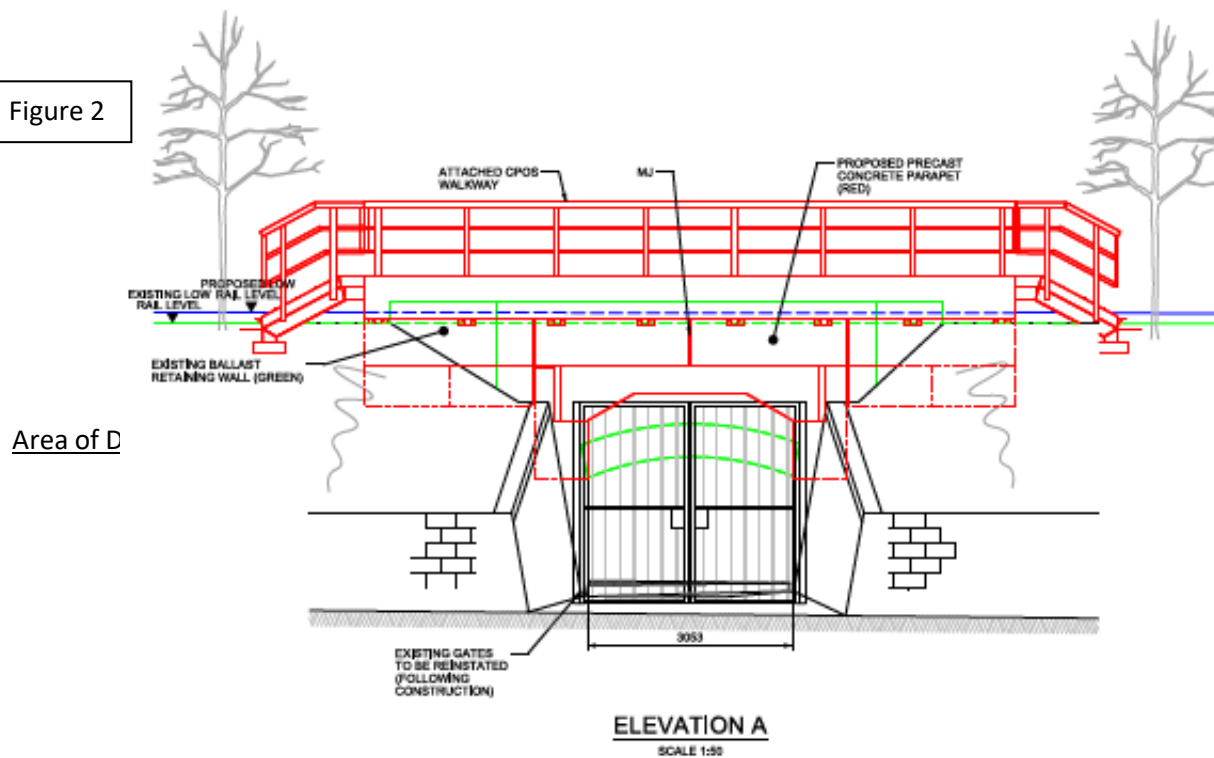 Figure 2
ATTACHED CPOS
WALKWAY
MJ
PROPOSED PRECAST
CONCRETE PARAPET
(RED)
PROPOSED LOW
RAIL LEVEL
EXISTING LOW
RAIL LEVEL
EXISTING BALLAST
RETAINING WALL (GREEN)
Area of D
3053
EXISTING GATES
TO BE REINSTATED
(FOLLOWING
CONSTRUCTION)
ELEVATION A
SCALE 1:50